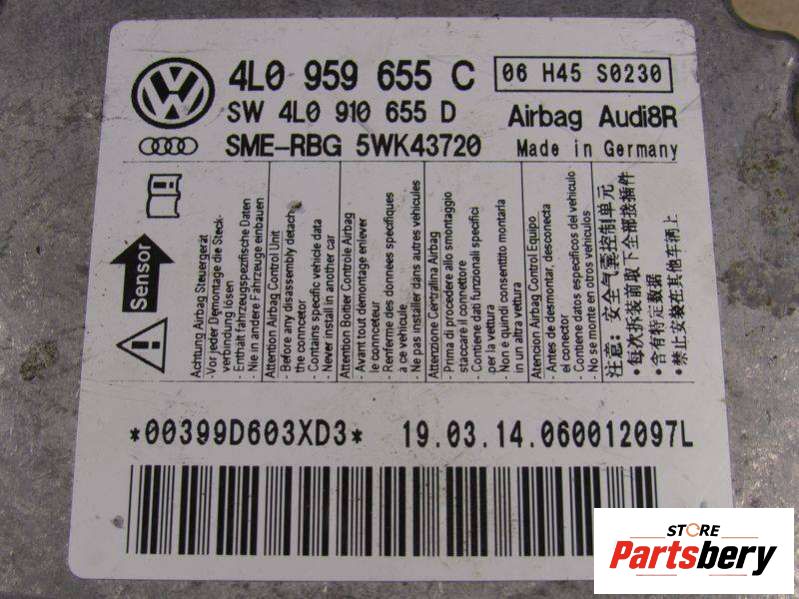 4L0 959 655 C
06 H45 S0230
SW 4L0 910 655 D
Airbag Audi8R
SME-RBG 5WK43720
Made in Germany
Sensor
Achtung Airbag Steuergerät
- Vor jeder Demontage die Steck-
verbindung lösen
- Enthält fahrzeugspezifische Daten
- Nie in andere Fahrzeuge einbauen
Attention Airbag Control Unit
- Before any disassembly detach
the conncetor
- Contains specific vehicle data
- Never install in another car
Attention Boitier Controle Airbag
- Avant tout demontage enlever
le connceteur
- Renferme des données spécifiques
a ce véhicule
- Ne pas installer dans autres véhicules
Attenzione Centralina Airbag
- Prima di procedere allo smontaggio
staccare il connettore
- Contiene dati funzionali specifici
per la vettura
- Non e quindi consentito montarla
in un altra vettura
Atencion Airbag Control Equipo
- Antes de desmontar, desconecta
el conector
- Contiene datos especificos del vehiculo
- No se monte en otros vehiculos
注意: 安全气囊控制单元
• 每次拆装前取下全部接插件
• 含有特定数据
• 禁止安装在其他车辆上
*00399D603XD3*
19.03.14.060012097L
STORE
Partsbery